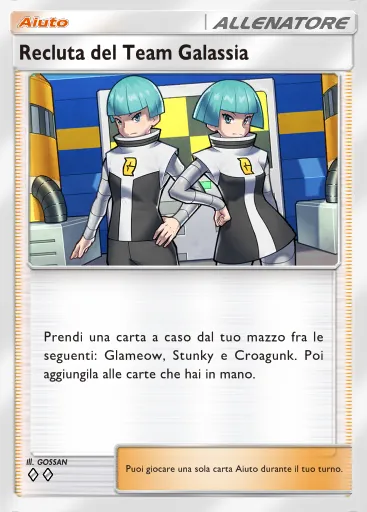 Aiuto
ALLENATORE
Recluta del Team Galassia
Prendi una carta a caso dal tuo mazzo fra le
seguenti: Glameow, Stunky e Croagunk. Poi
aggiungila alle carte che hai in mano.
Ill. GOSSAN
Puoi giocare una sola carta Aiuto durante il tuo turno.